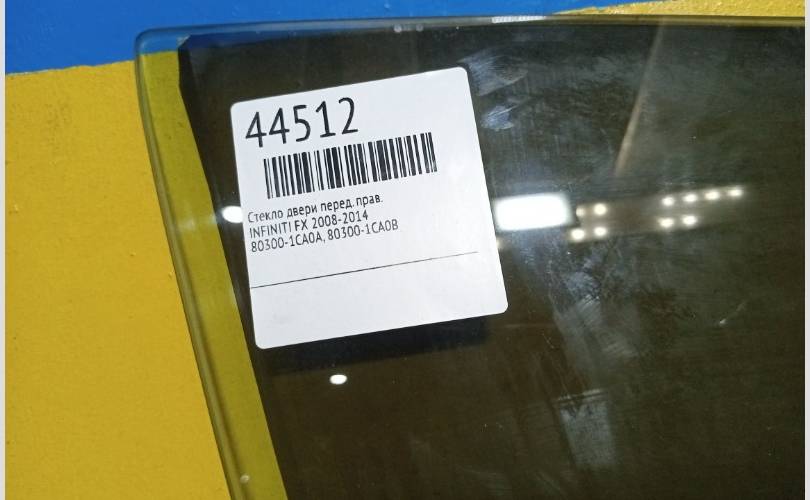 44512
Стекло двери перед. прав.
INFINITI FX 2008-2014
80300-1CA0A, 80300-1CA0B